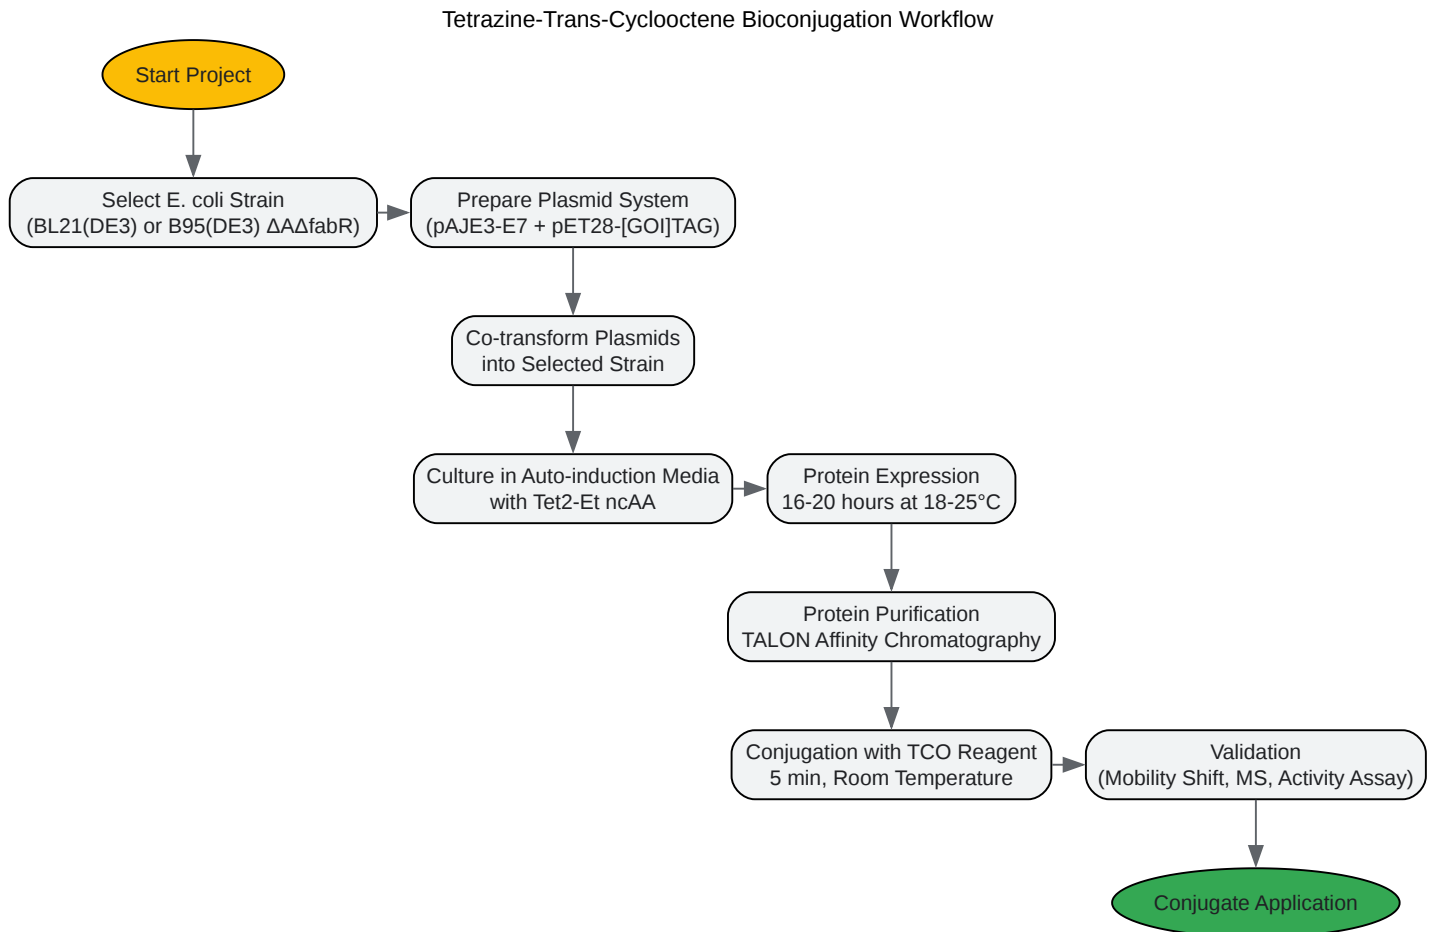 Tetrazine-Trans-Cyclooctene Bioconjugation Workflow
Start Project
Select E. coli Strain
(BL21(DE3) or B95(DE3) ΔAΔfabR)
Prepare Plasmid System
(pAJE3-E7 + pET28-[GOI]TAG)
Co-transform Plasmids
into Selected Strain
Culture in Auto-induction Media
with Tet2-Et ncAA
Protein Expression
16-20 hours at 18-25°C
Protein Purification
TALON Affinity Chromatography
Conjugation with TCO Reagent
5 min, Room Temperature
Validation
(Mobility Shift, MS, Activity Assay)
Conjugate Application